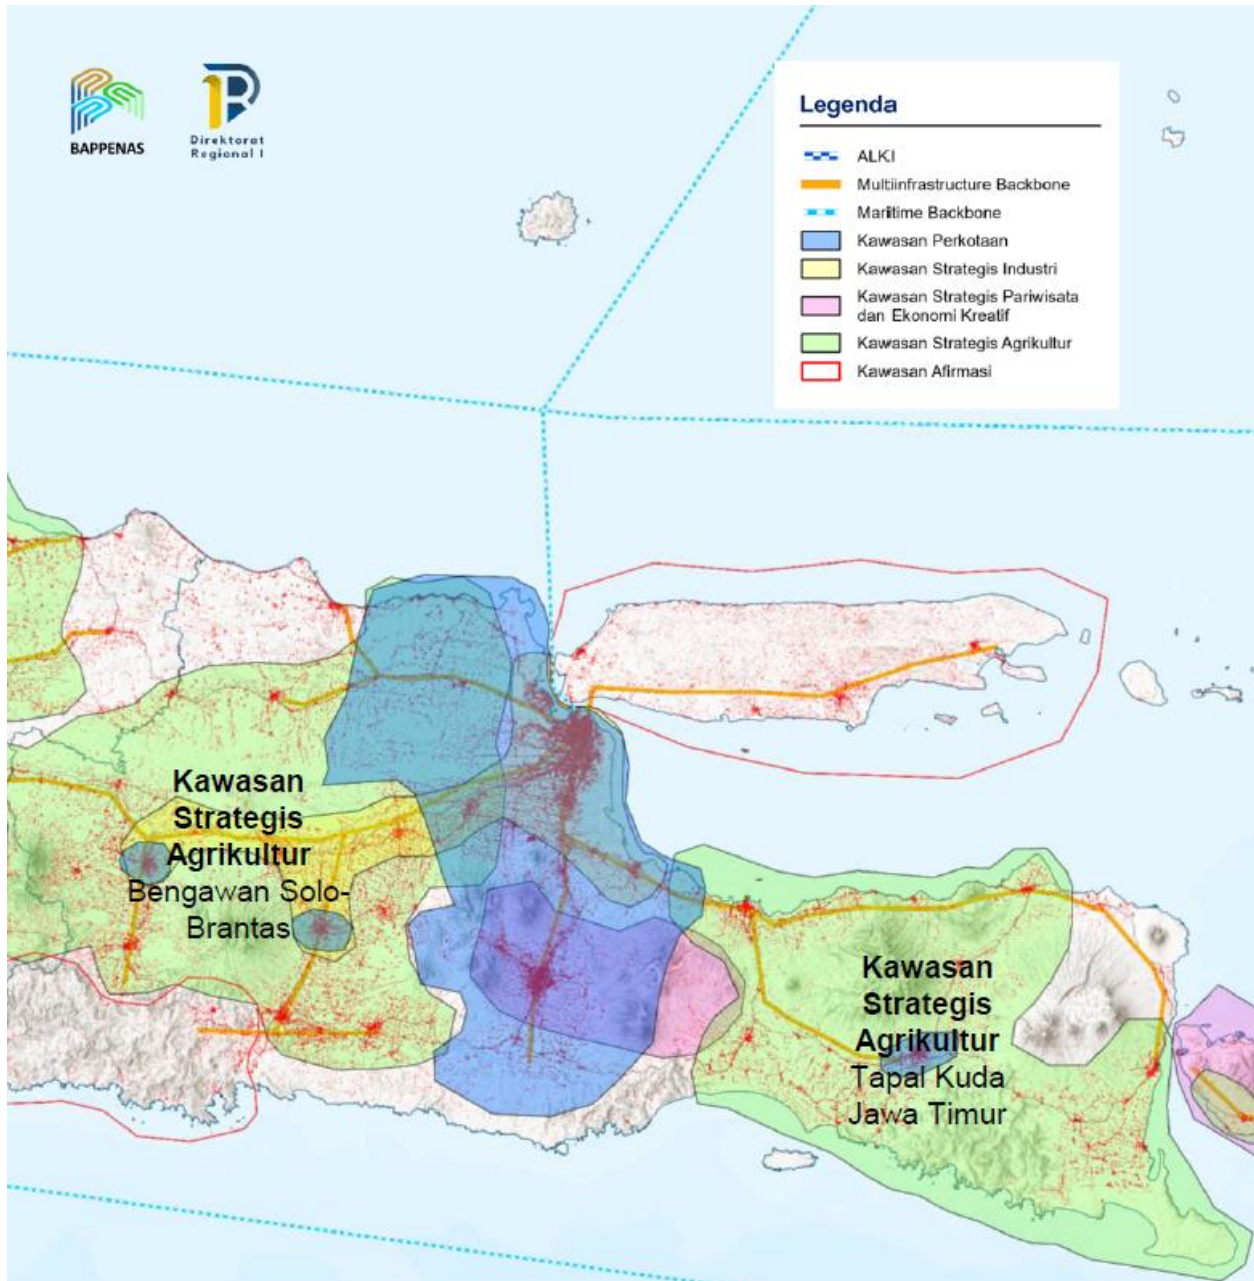 BAPPENAS
Direktorat
Regional I
Legenda
ALKI
Multiinfrastructure Backbone
Maritime Backbone
Kawasan Perkotaan
Kawasan Strategis Industri
Kawasan Strategis Pariwisata
dan Ekonomi Kreatif
Kawasan Strategis Agrikultur
Kawasan Afirmasi
Kawasan
Strategis
Agrikultur
Bengawan Solo-
Brantas
Kawasan
Strategis
Agrikultur
Tapal Kuda
Jawa Timur